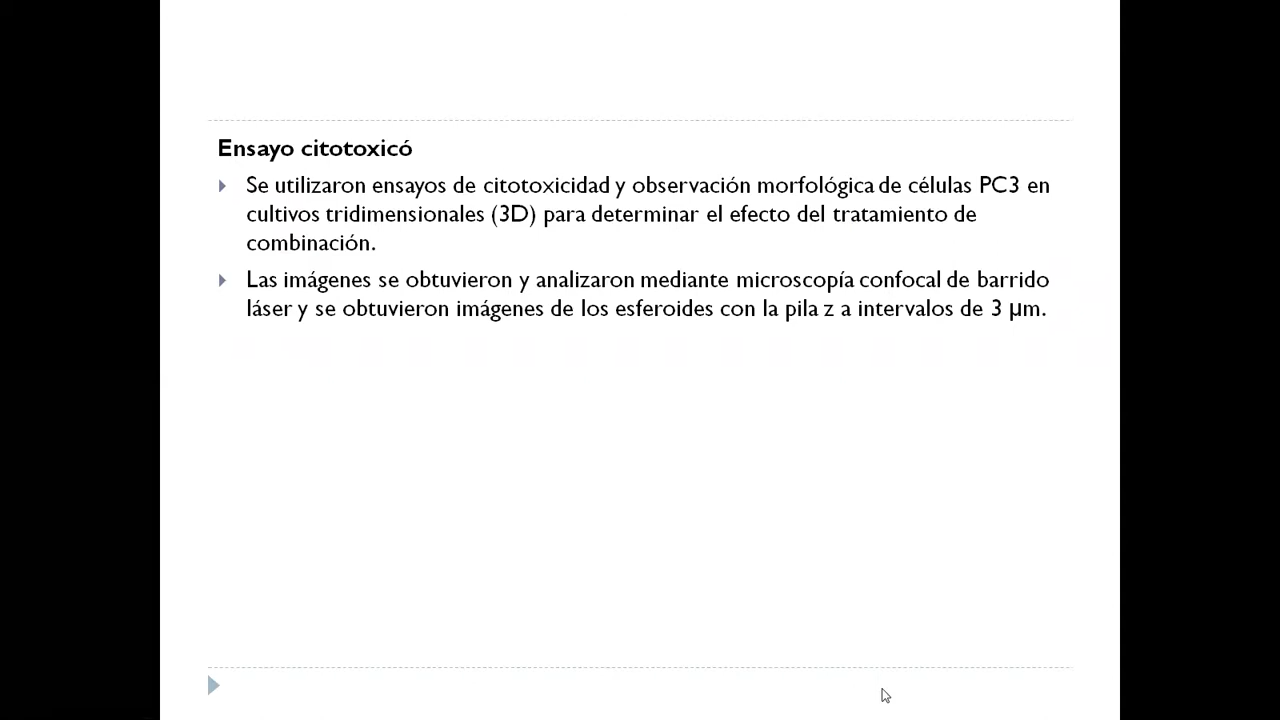 Ensayo citotoxicó
Se utilizaron ensayos de citotoxicidad y observación morfológica de células PC3 en
cultivos tridimensionales (3D) para determinar el efecto del tratamiento de
combinación.
Las imágenes se obtuvieron y analizaron mediante microscopía confocal de barrido
láser y se obtuvieron imágenes de los esferoides con la pila z a intervalos de 3 µm.